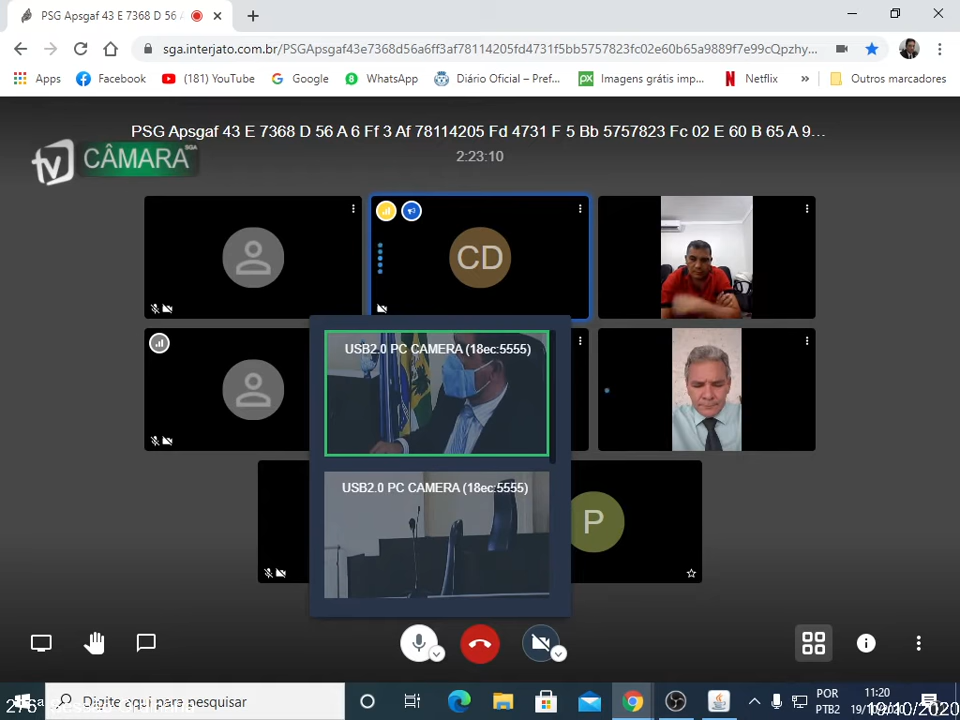 PSG Apsgaf 43 E 7368 D 56
sga.interjato.com.br/PSGApsgaf43e7368d56a6ff3af78114205fd4731f5bb5757823fc02e60b65a9889f7e99cQpzhy...
Apps Facebook (181) YouTube Google WhatsApp Diário Oficial – Pref... Imagens grátis imp... Netflix » Outros marcadores
PSG Apsgaf 43 E 7368 D 56 A 6 Ff 3 Af 78114205 Fd 4731 F 5 Bb 5757823 Fc 02 E 60 B 65 A 9...
2:23:10
tv CÂMARA SGA
CD
USB2.0 PC CAMERA (18ec:5555)
USB2.0 PC CAMERA (18ec:5555)
P
Digite aqui para pesquisar
POR
PTB2
11:20
19/10/2020